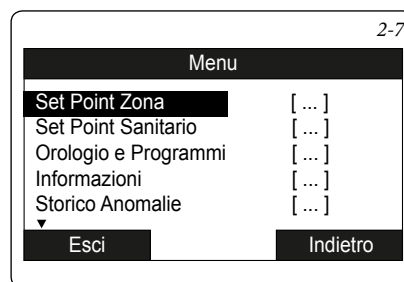 2-7
Menu
Set Point Zona [ ... ]
Set Point Sanitario [ ... ]
Orologio e Programmi [ ... ]
Informazioni [ ... ]
Storico Anomalie [ ... ]
Esci Indietro